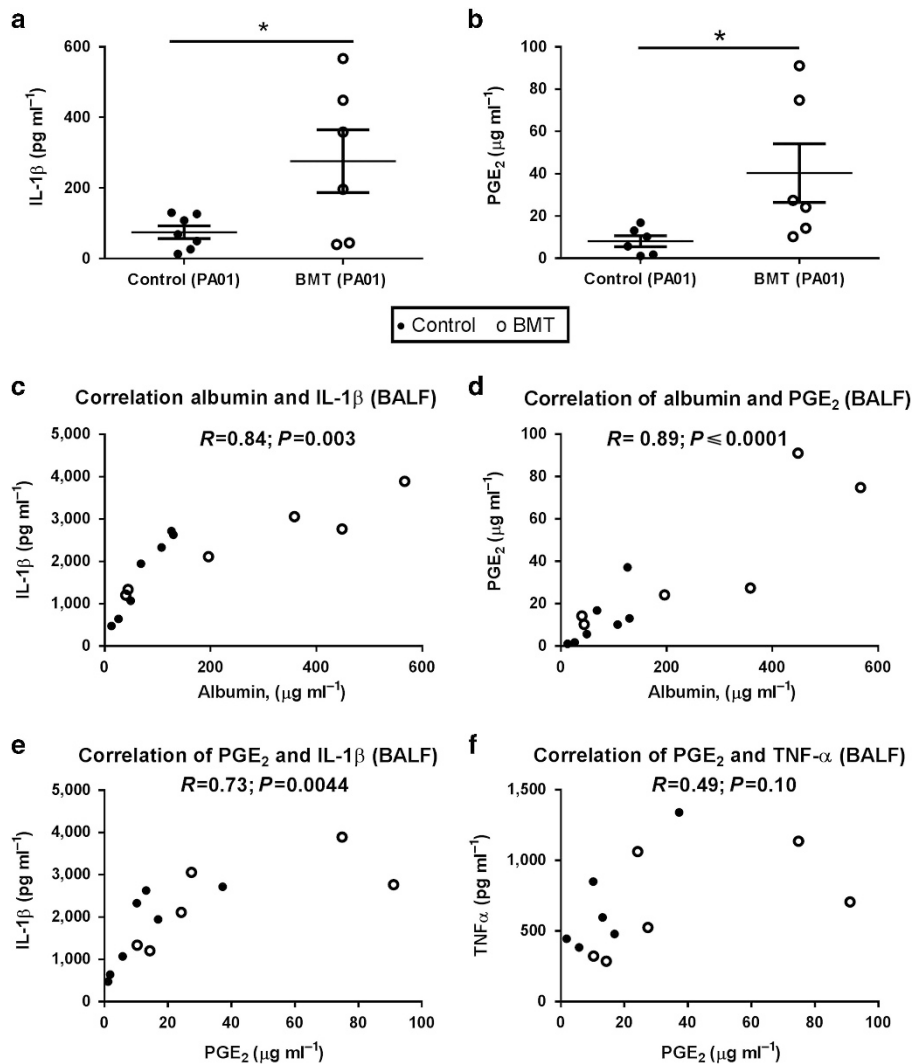 a
*
600
400
200
0
IL-1β (pg ml⁻¹)
Control (PA01)
BMT (PA01)
b
*
100
80
60
40
20
0
PGE₂ (μg ml⁻¹)
Control (PA01)
BMT (PA01)
Control BMT
c
Correlation albumin and IL-1β (BALF)
R=0.84; P=0.003
5,000
4,000
3,000
2,000
1,000
0
IL-1β (pg ml⁻¹)
0 200 400 600
Albumin, (μg ml⁻¹)
d
Correlation of albumin and PGE₂ (BALF)
R= 0.89; P⩽0.0001
100
80
60
40
20
0
PGE₂ (μg ml⁻¹)
0 200 400 600
Albumin, (μg ml⁻¹)
e
Correlation of PGE₂ and IL-1β (BALF)
R=0.73; P=0.0044
5,000
4,000
3,000
2,000
1,000
0
IL-1β (pg ml⁻¹)
0 20 40 60 80 100
PGE₂ (μg ml⁻¹)
f
Correlation of PGE₂ and TNF-α (BALF)
R=0.49; P=0.10
1,500
1,000
500
0
TNFα (pg ml⁻¹)
0 20 40 60 80 100
PGE₂ (μg ml⁻¹)